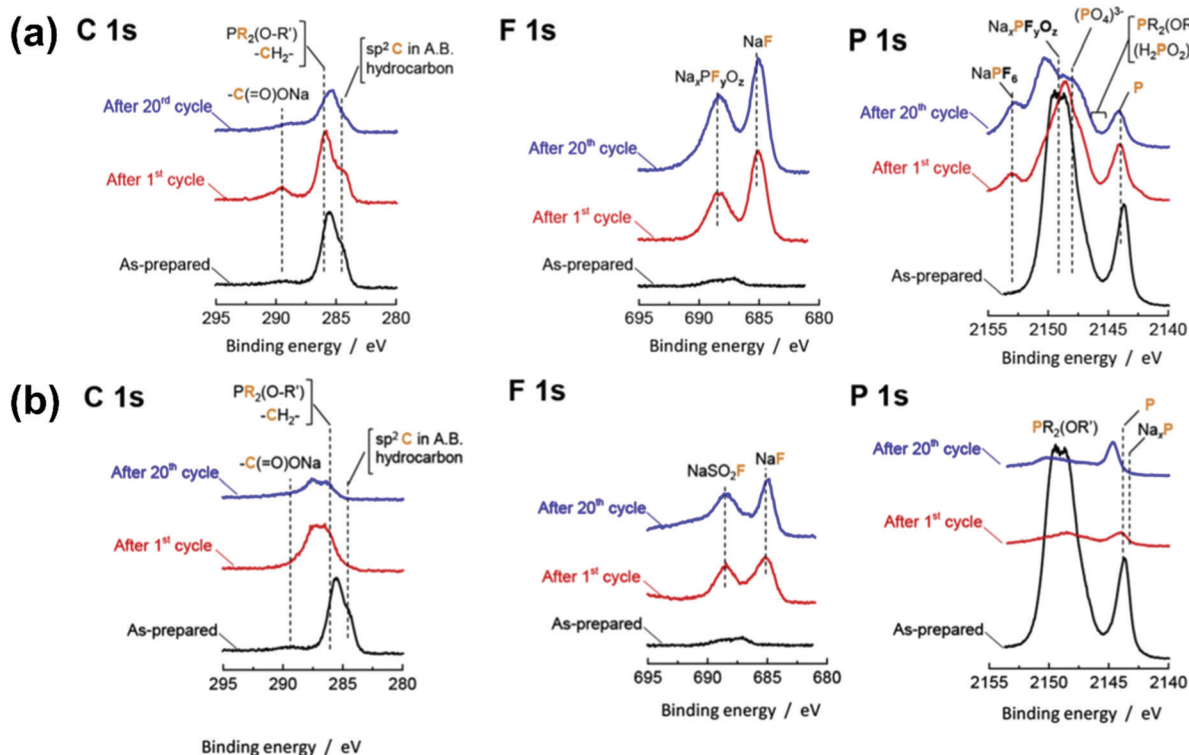 (a)
C 1s
PR₂(O-R')
-CH₂-
sp² C in A.B.
hydrocarbon
-C(=O)ONa
After 20ʳᵈ cycle
After 1ˢᵗ cycle
As-prepared
295 290 285 280
Binding energy / eV
F 1s
NaF
NaₓPFᵧO_z
After 20ᵗʰ cycle
After 1ˢᵗ cycle
As-prepared
695 690 685 680
Binding energy / eV
P 1s
NaₓPFᵧO_z
(PO₄)³⁻
PR₂(OR
(H₂PO₂)
NaPF₆
P
After 20ᵗʰ cycle
After 1ˢᵗ cycle
As-prepared
2155 2150 2145 2140
Binding energy / eV
(b)
C 1s
PR₂(O-R')
-CH₂-
sp² C in A.B.
hydrocarbon
-C(=O)ONa
After 20ᵗʰ cycle
After 1ˢᵗ cycle
As-prepared
295 290 285 280
Binding energy / eV
F 1s
NaSO₂F
NaF
After 20ᵗʰ cycle
After 1ˢᵗ cycle
As-prepared
695 690 685 680
Binding energy / eV
P 1s
P
PR₂(OR')
NaₓP
After 20ᵗʰ cycle
After 1ˢᵗ cycle
As-prepared
2155 2150 2145 2140
Binding energy / eV
Binding energy / eV